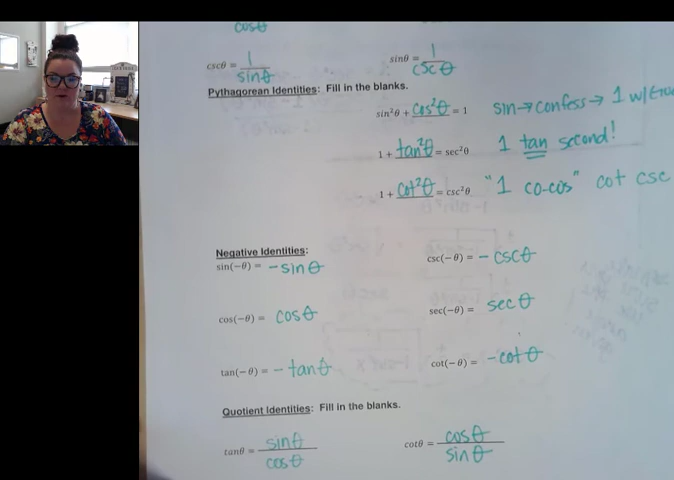 cosθ
cscθ = 1/sinθ sinθ = 1/cscθ
Pythagorean Identities: Fill in the blanks.
sin²θ + cos²θ = 1 sin → confess → 1 w/
1 + tan²θ = sec²θ 1 tan second!
1 + cot²θ = csc²θ "1 co-cos" cot csc
Negative Identities:
sin(−θ) = -sinθ csc(−θ) = -cscθ
cos(−θ) = cosθ sec(−θ) = secθ
tan(−θ) = -tanθ cot(−θ) = -cotθ
Quotient Identities: Fill in the blanks.
tanθ = sinθ/cosθ cotθ = cosθ/sinθ